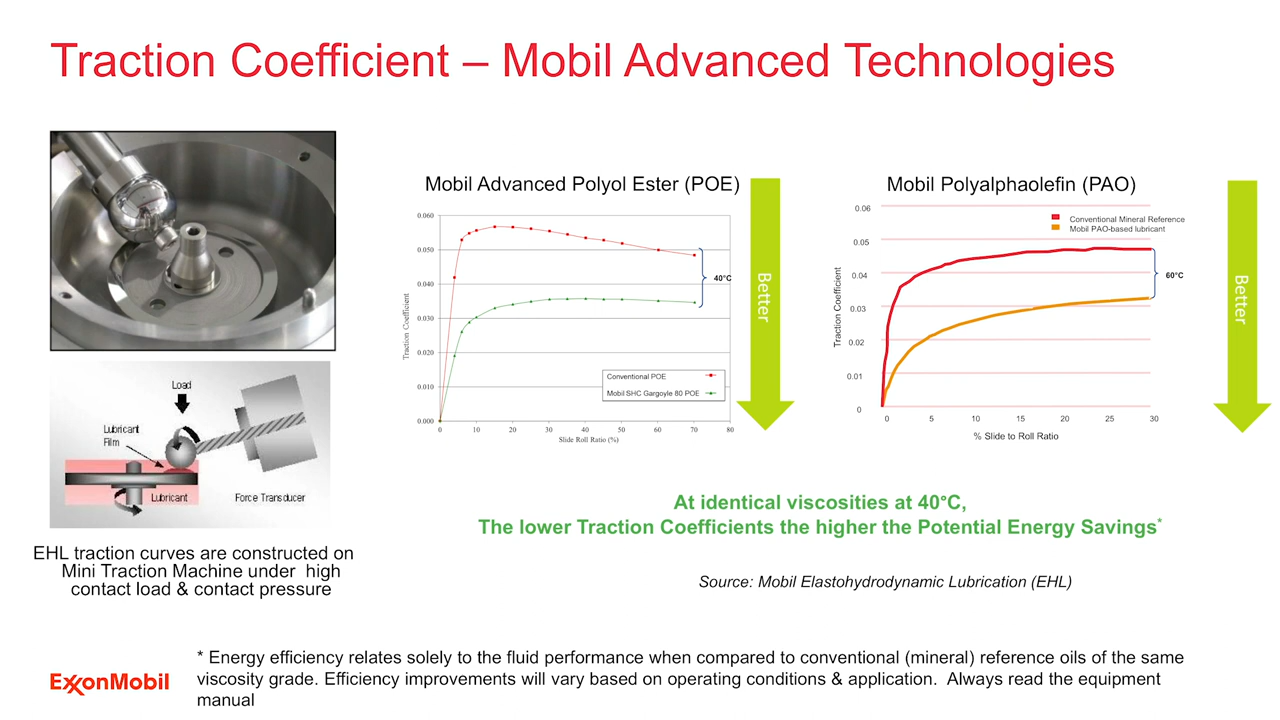 Traction Coefficient – Mobil Advanced Technologies
Load
Lubricant
Film
Lubricant
Force Transducer
EHL traction curves are constructed on
Mini Traction Machine under high
contact load & contact pressure
Mobil Advanced Polyol Ester (POE)
0.060
0.050
0.040
0.030
0.020
0.010
0.000
Traction Coefficient
0 10 20 30 40 50 60 70 80
Slide Roll Ratio (%)
40°C
Conventional POE
Mobil SHC Gargoyle 80 POE
Better
Mobil Polyalphaolefin (PAO)
0.06
0.05
0.04
0.03
0.02
0.01
0
Traction Coefficient
0 5 10 15 20 25 30
% Slide to Roll Ratio
Conventional Mineral Reference
Mobil PAO-based lubricant
60°C
Better
At identical viscosities at 40°C,
The lower Traction Coefficients the higher the Potential Energy Savings*
Source: Mobil Elastohydrodynamic Lubrication (EHL)
ExxonMobil
* Energy efficiency relates solely to the fluid performance when compared to conventional (mineral) reference oils of the same
viscosity grade. Efficiency improvements will vary based on operating conditions & application. Always read the equipment
manual